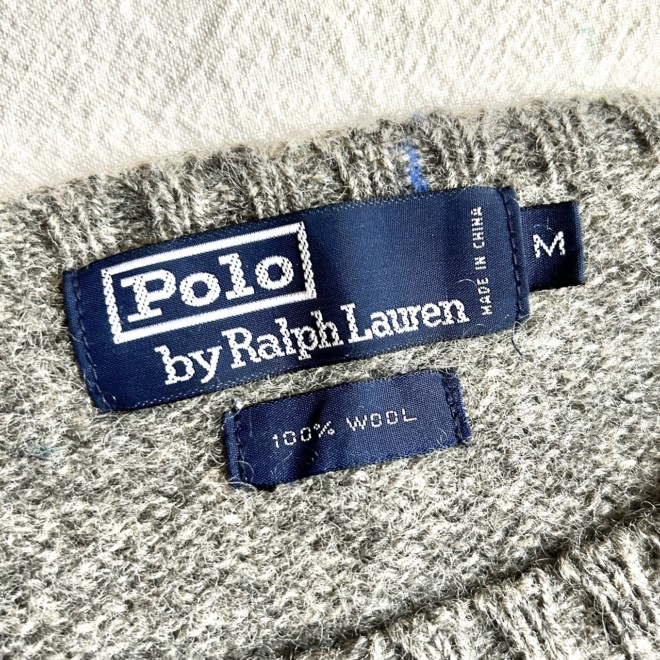 Polo
by Ralph Lauren
MADE IN CHINA
M
100% WOOL